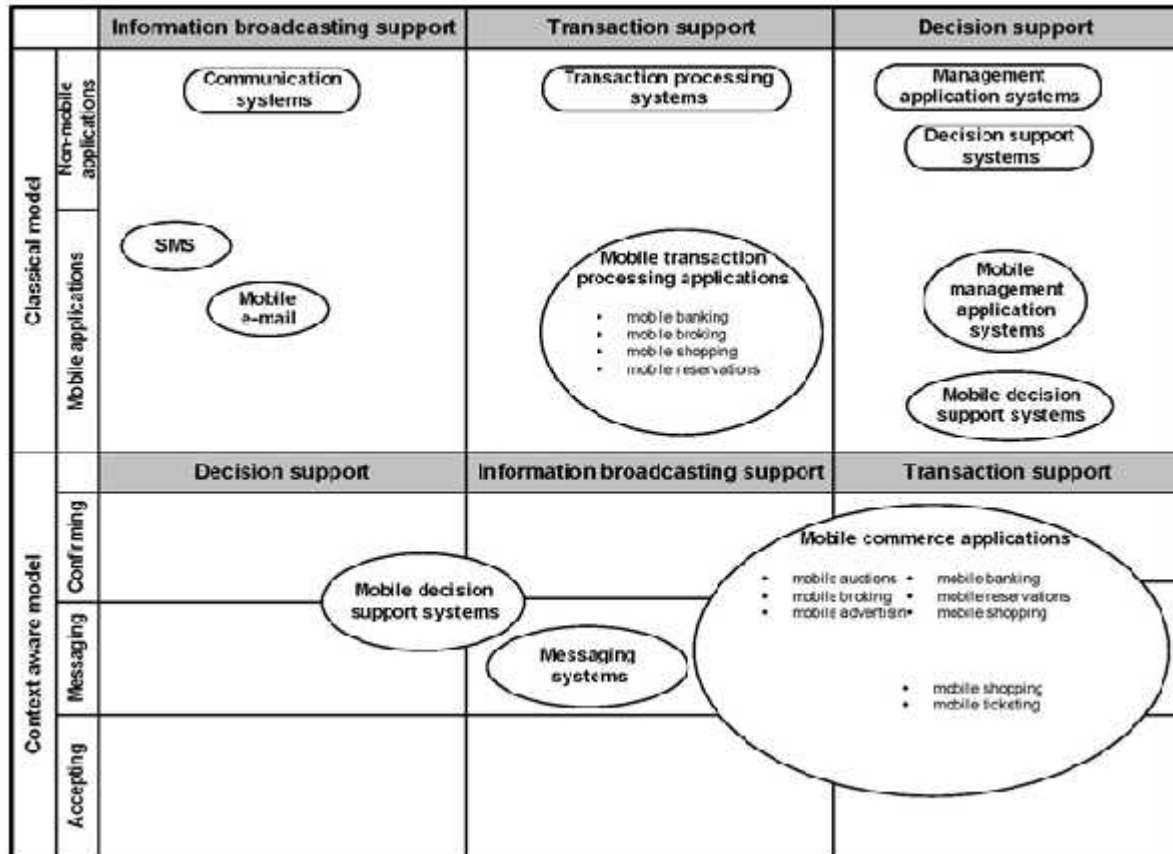 Information broadcasting support
Transaction support
Decision support
Classical model
Non-mobile
applications
Communication
systems
Transaction processing
systems
Management
application systems
Decision support
systems
Mobile applications
SMS
Mobile
e-mail
Mobile transaction
processing applications
• mobile banking
• mobile broking
• mobile shopping
• mobile reservations
Mobile
management
application
systems
Mobile decision
support systems
Decision support
Information broadcasting support
Transaction support
Context aware model
Confirming
Messaging
Accepting
Mobile decision
support systems
Messaging
systems
Mobile commerce applications
• mobile auctions • mobile banking
• mobile broking • mobile reservations
• mobile advertisin • mobile shopping
• mobile shopping
• mobile ticketing